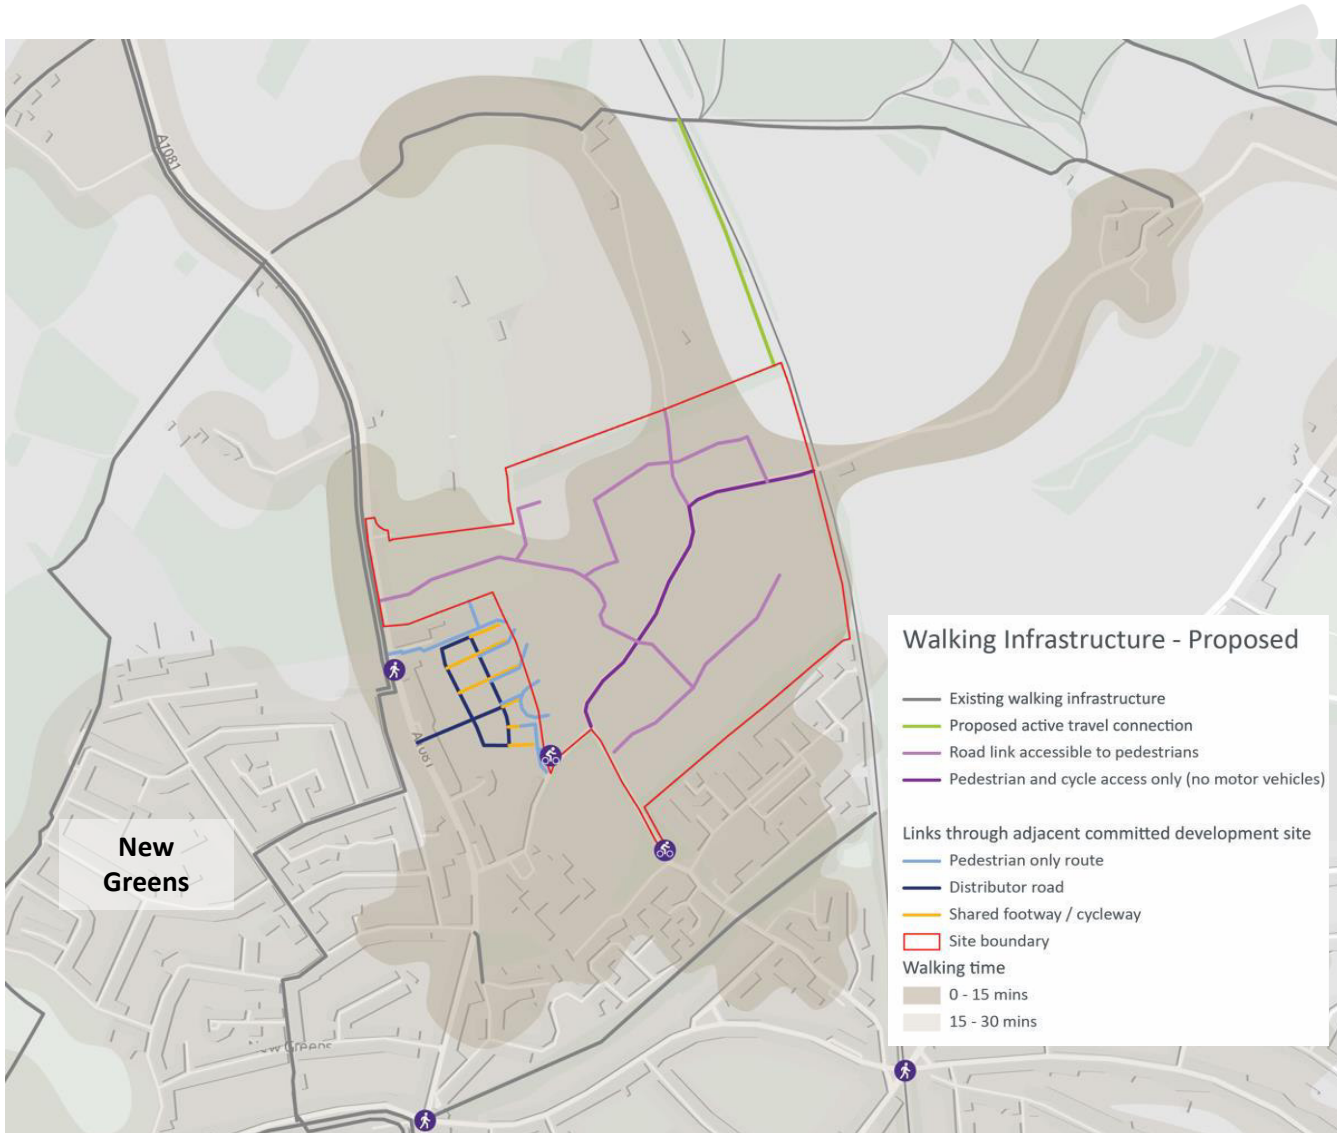 A1081
Walking Infrastructure - Proposed
Existing walking infrastructure
Proposed active travel connection
Road link accessible to pedestrians
Pedestrian and cycle access only (no motor vehicles)
Links through adjacent committed development site
Pedestrian only route
Distributor road
Shared footway / cycleway
Site boundary
Walking time
0 - 15 mins
15 - 30 mins
A1081
New
Greens
New Greens